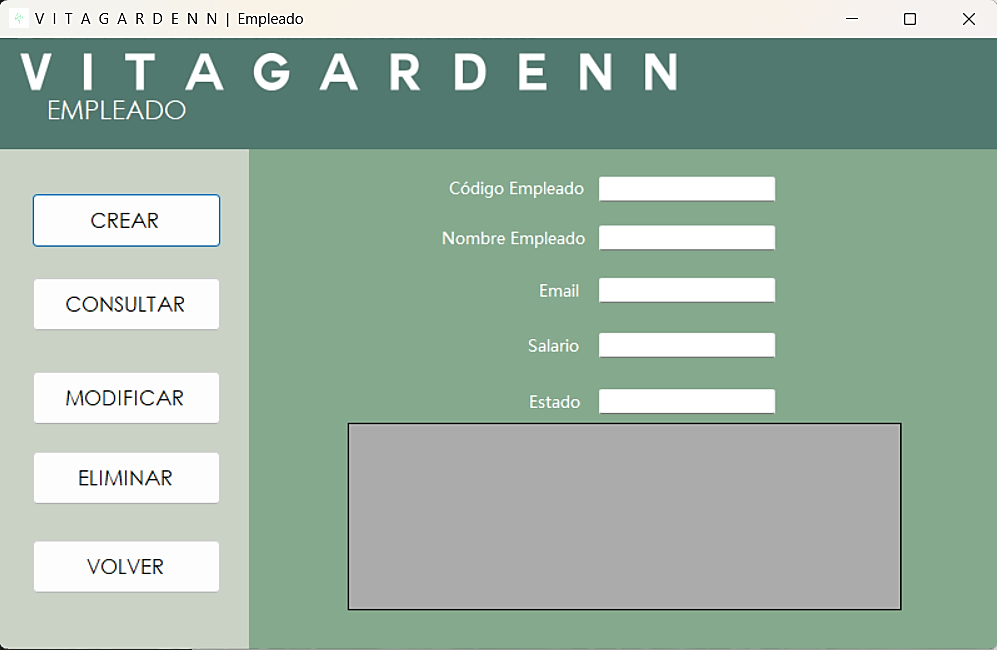 V I T A G A R D E N N | Empleado
V I T A G A R D E N N
EMPLEADO
CREAR
CONSULTAR
MODIFICAR
ELIMINAR
VOLVER
Código Empleado
Nombre Empleado
Email
Salario
Estado